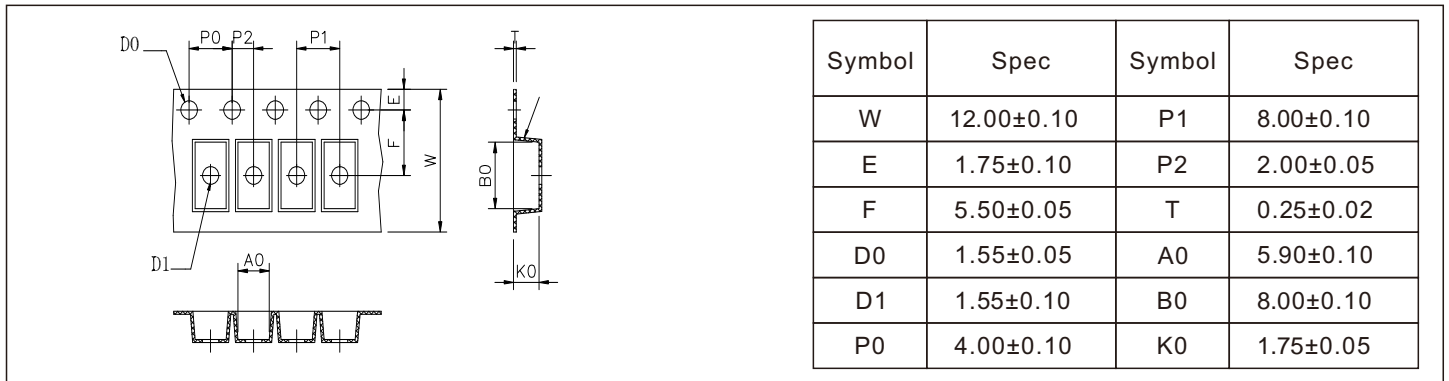 D0 P0 P2 P1
E
F
W
D1
A0
T
B0
K0
Symbol Spec Symbol Spec
W 12.00±0.10 P1 8.00±0.10
E 1.75±0.10 P2 2.00±0.05
F 5.50±0.05 T 0.25±0.02
D0 1.55±0.05 A0 5.90±0.10
D1 1.55±0.10 B0 8.00±0.10
P0 4.00±0.10 K0 1.75±0.05